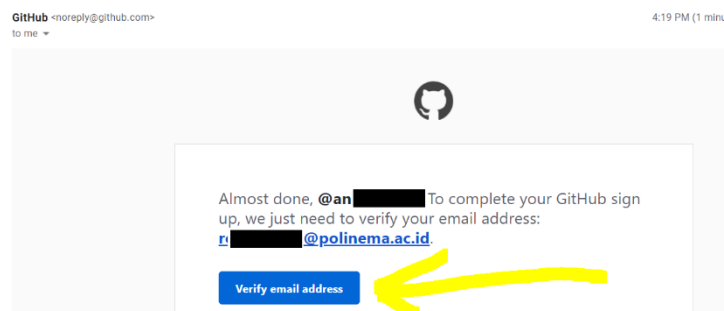 GitHub <noreply@github.com>
4:19 PM (1 minu
to me
Almost done, @an To complete your GitHub sign
up, we just need to verify your email address:
r @polinema.ac.id.
Verify email address